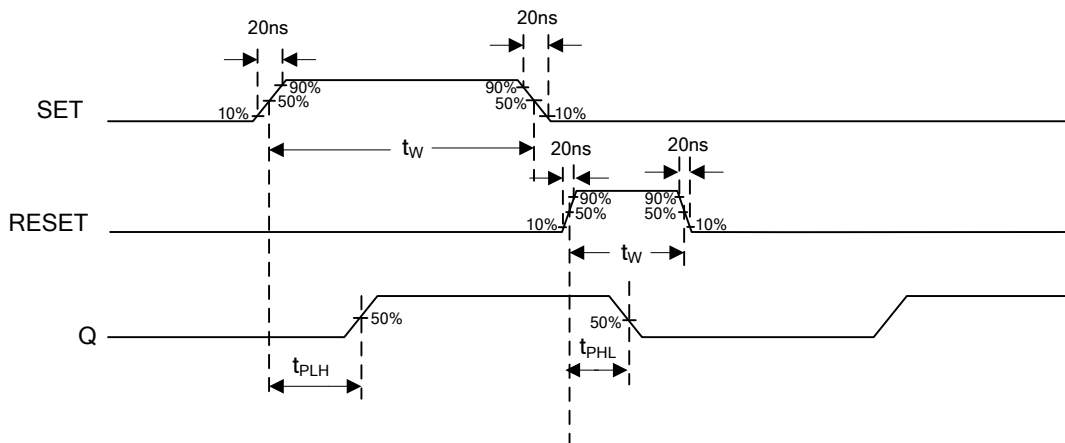 20ns 20ns
90% 90%
SET 50% 50%
10% 10%
tW
20ns 20ns
90% 90%
RESET 50% 50%
10% 10%
tW
Q 50% 50%
tPLH tPHL